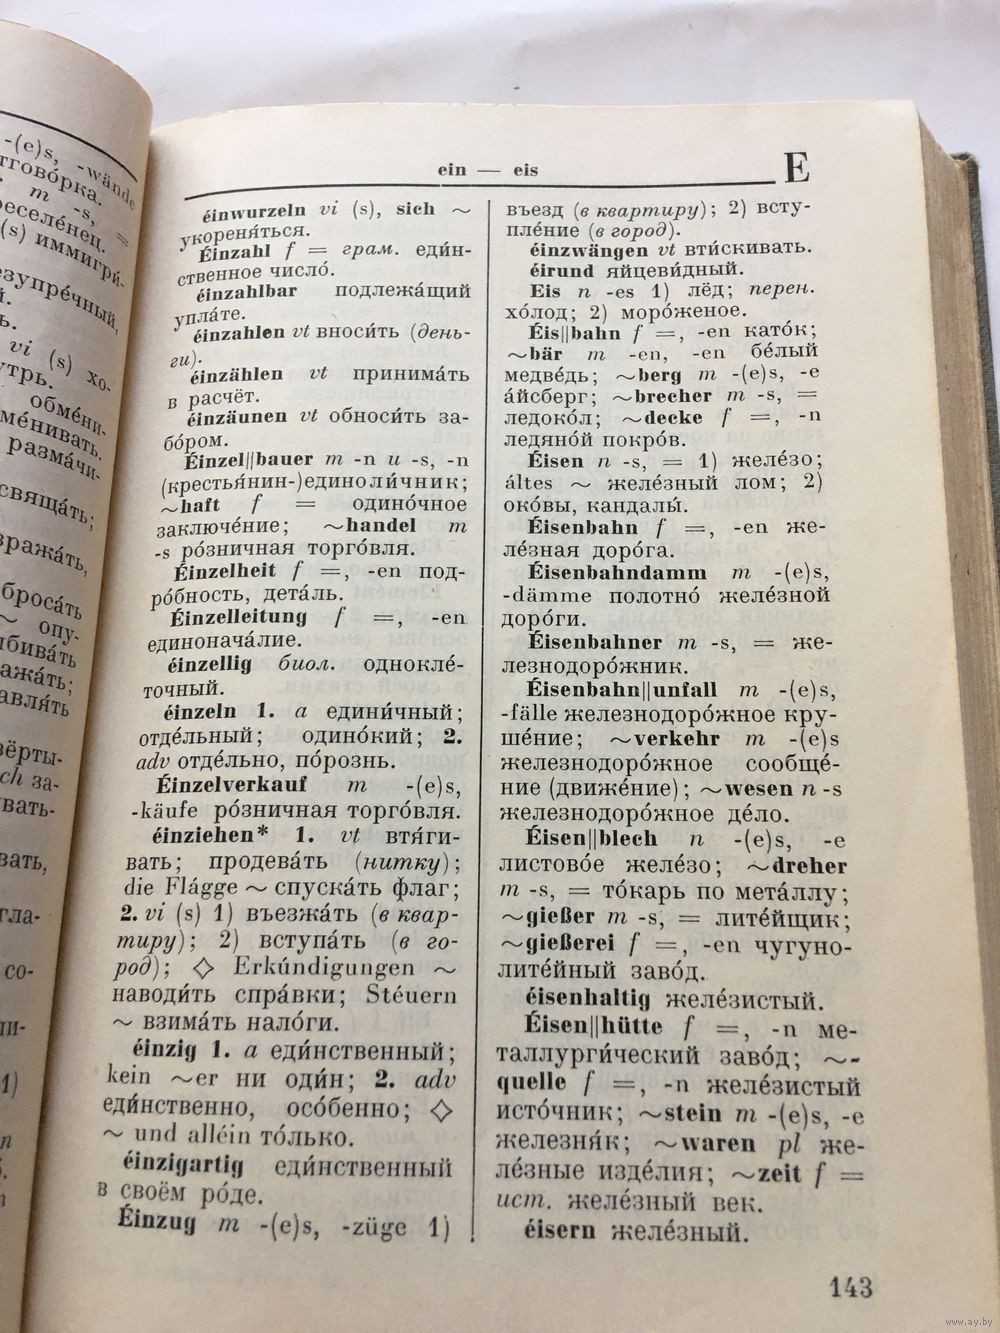 -(e)s, -wände
m -s, =
(s) иммигри-
vi (s) хо-
обмени-
размачи-
ein — eis
E
éinwurzeln vi (s), sich ~
укореня́ться.
Éinzahl f = грам. еди́н-
ственное число́.
éinzahlbar подлежа́щий
упла́те.
éinzahlen vt вноси́ть (день-
ги).
éinzählen vt принима́ть
в расчёт.
éinzäunen vt обноси́ть за-
бо́ром.
Éinzel||bauer m -n и -s, -n
(крестья́нин-)единоли́чник;
~haft f = одино́чное
заключе́ние; ~handel m
-s ро́зничная торго́вля.
Éinzelheit f =, -en под-
ро́бность, дета́ль.
Éinzelleitung f =, -en
единонача́лие.
éinzellig биол. однокле́-
точный.
éinzeln 1. a едини́чный;
отде́льный; одино́кий; 2.
adv отде́льно, по́рознь.
Éinzelverkauf m -(e)s,
-käufe ро́зничная торго́вля.
éinziehen* 1. vt втя́ги-
вать; продева́ть (нитку);
die Flágge ~ спуска́ть флаг;
2. vi (s) 1) въезжа́ть (в квар-
тиру); 2) вступа́ть (в го-
род); ◇ Erkúndigungen ~
наводи́ть спра́вки; Stéuern
~ взима́ть нало́ги.
éinzig 1. a еди́нственный;
kein ~er ни оди́н; 2. adv
еди́нственно, осо́бенно; ◇
~ und alléin то́лько.
éinzigartig еди́нственный
в своём ро́де.
Éinzug m -(e)s, -züge 1)
въезд (в квартиру); 2) всту-
пле́ние (в город).
éinzwängen vt вти́скивать.
éirund яйцеви́дный.
Eis n -es 1) лёд; перен.
хо́лод; 2) моро́женое.
Éis||bahn f =, -en като́к;
~bär m -en, -en бе́лый
медве́дь; ~berg m -(e)s, -e
а́йсберг; ~brecher m -s, =
ледоко́л; ~decke f =, -n
ледяно́й покро́в.
Éisen n -s, = 1) желе́зо;
áltes ~ желе́зный лом; 2)
око́вы, кандалы́.
Éisenbahn f =, -en же-
ле́зная доро́га.
Éisenbahndamm m -(e)s,
-dämme полотно́ желе́зной
доро́ги.
Éisenbahner m -s, = же-
лезнодоро́жник.
Éisenbahn||unfall m -(e)s,
-fälle железнодоро́жное кру-
ше́ние; ~verkehr m -(e)s
железнодоро́жное сообще́-
ние (движе́ние); ~wesen n -s
железнодоро́жное де́ло.
Éisen||blech n -(e)s, -e
листово́е желе́зо; ~dreher
m -s, = то́карь по мета́ллу;
~gießer m -s, = лите́йщик;
~gießerei f =, -en чугуно-
лите́йный заво́д.
éisenhaltig желе́зистый.
Éisen||hütte f =, -n ме-
таллурги́ческий заво́д; ~-
quelle f =, -n желе́зистый
исто́чник; ~stein m -(e)s, -e
железня́к; ~waren pl же-
ле́зные изде́лия; ~zeit f =
ист. желе́зный век.
éisern желе́зный.
143
www.ay.by